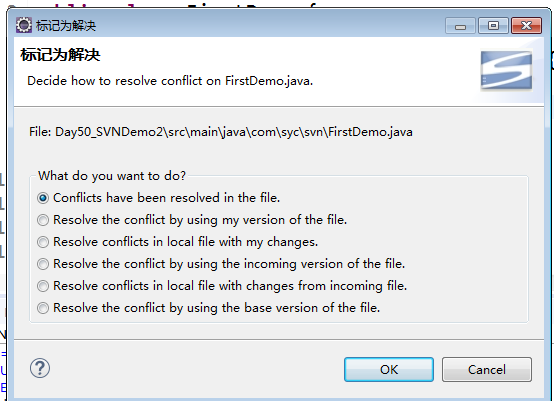 标记为解决
标记为解决
Decide how to resolve conflict on FirstDemo.java.
File: Day50_SVNDemo2\src\main\java\com\syc\svn\FirstDemo.java
What do you want to do?
Conflicts have been resolved in the file.
Resolve the conflict by using my version of the file.
Resolve conflicts in local file with my changes.
Resolve the conflict by using the incoming version of the file.
Resolve conflicts in local file with changes from incoming file.
Resolve the conflict by using the base version of the file.
?
OK
Cancel